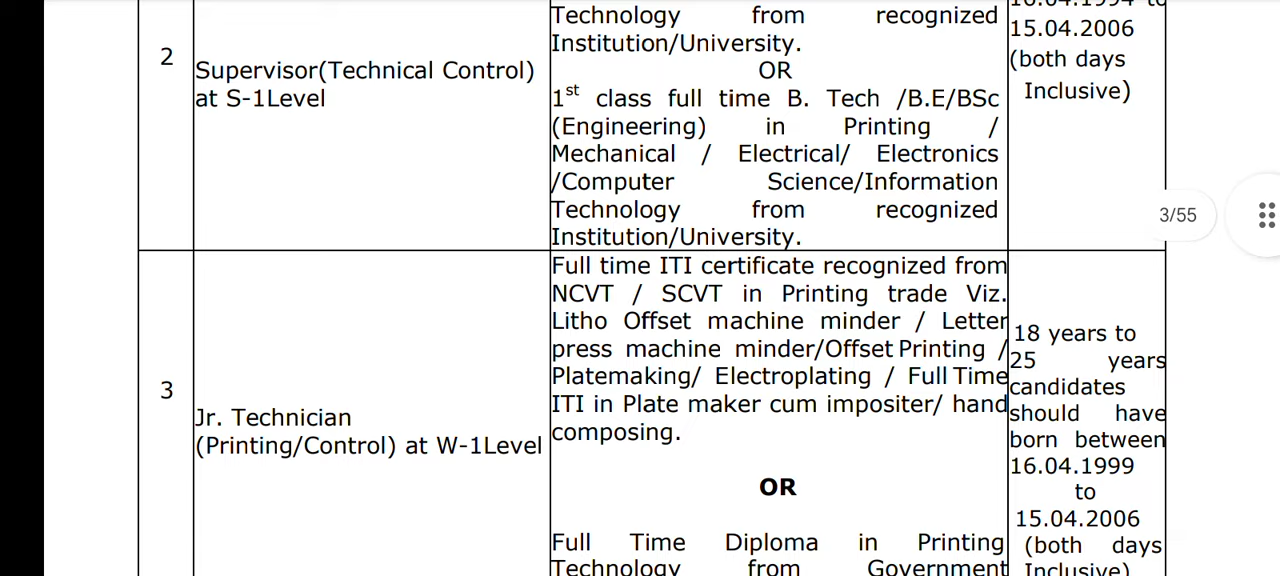 2
Supervisor(Technical Control)
at S-1Level
Technology from recognized
Institution/University.
OR
1st class full time B. Tech /B.E/BSc
(Engineering) in Printing /
Mechanical / Electrical/ Electronics
/Computer Science/Information
Technology from recognized
Institution/University.
16.04.1994 to
15.04.2006
(both days
Inclusive)
3/55
3
Jr. Technician
(Printing/Control) at W-1Level
Full time ITI certificate recognized from
NCVT / SCVT in Printing trade Viz.
Litho Offset machine minder / Letter
press machine minder/Offset Printing /
Platemaking/ Electroplating / Full Time
ITI in Plate maker cum impositer/ hand
composing.
OR
Full Time Diploma in Printing
Technology from Government
18 years to
25 years
candidates
should have
born between
16.04.1999
to
15.04.2006
(both days
Inclusive)